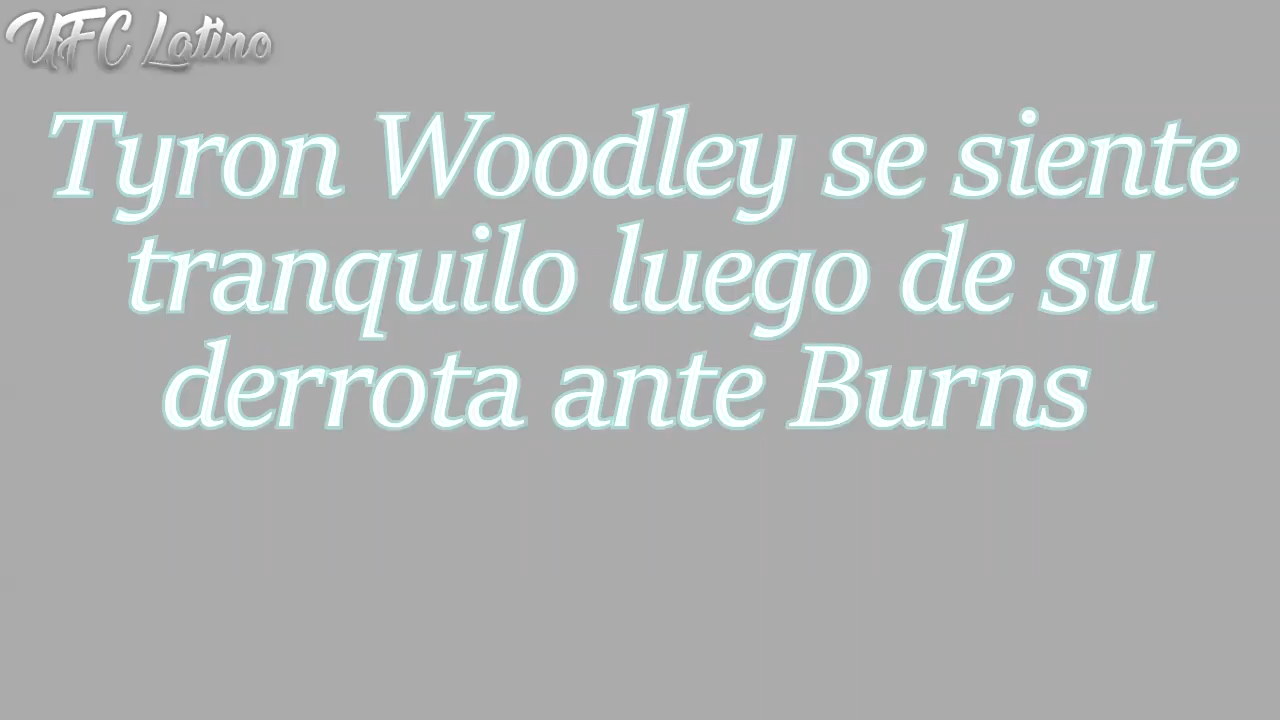 UFC Latino
Tyron Woodley se siente
tranquilo luego de su
derrota ante Burns